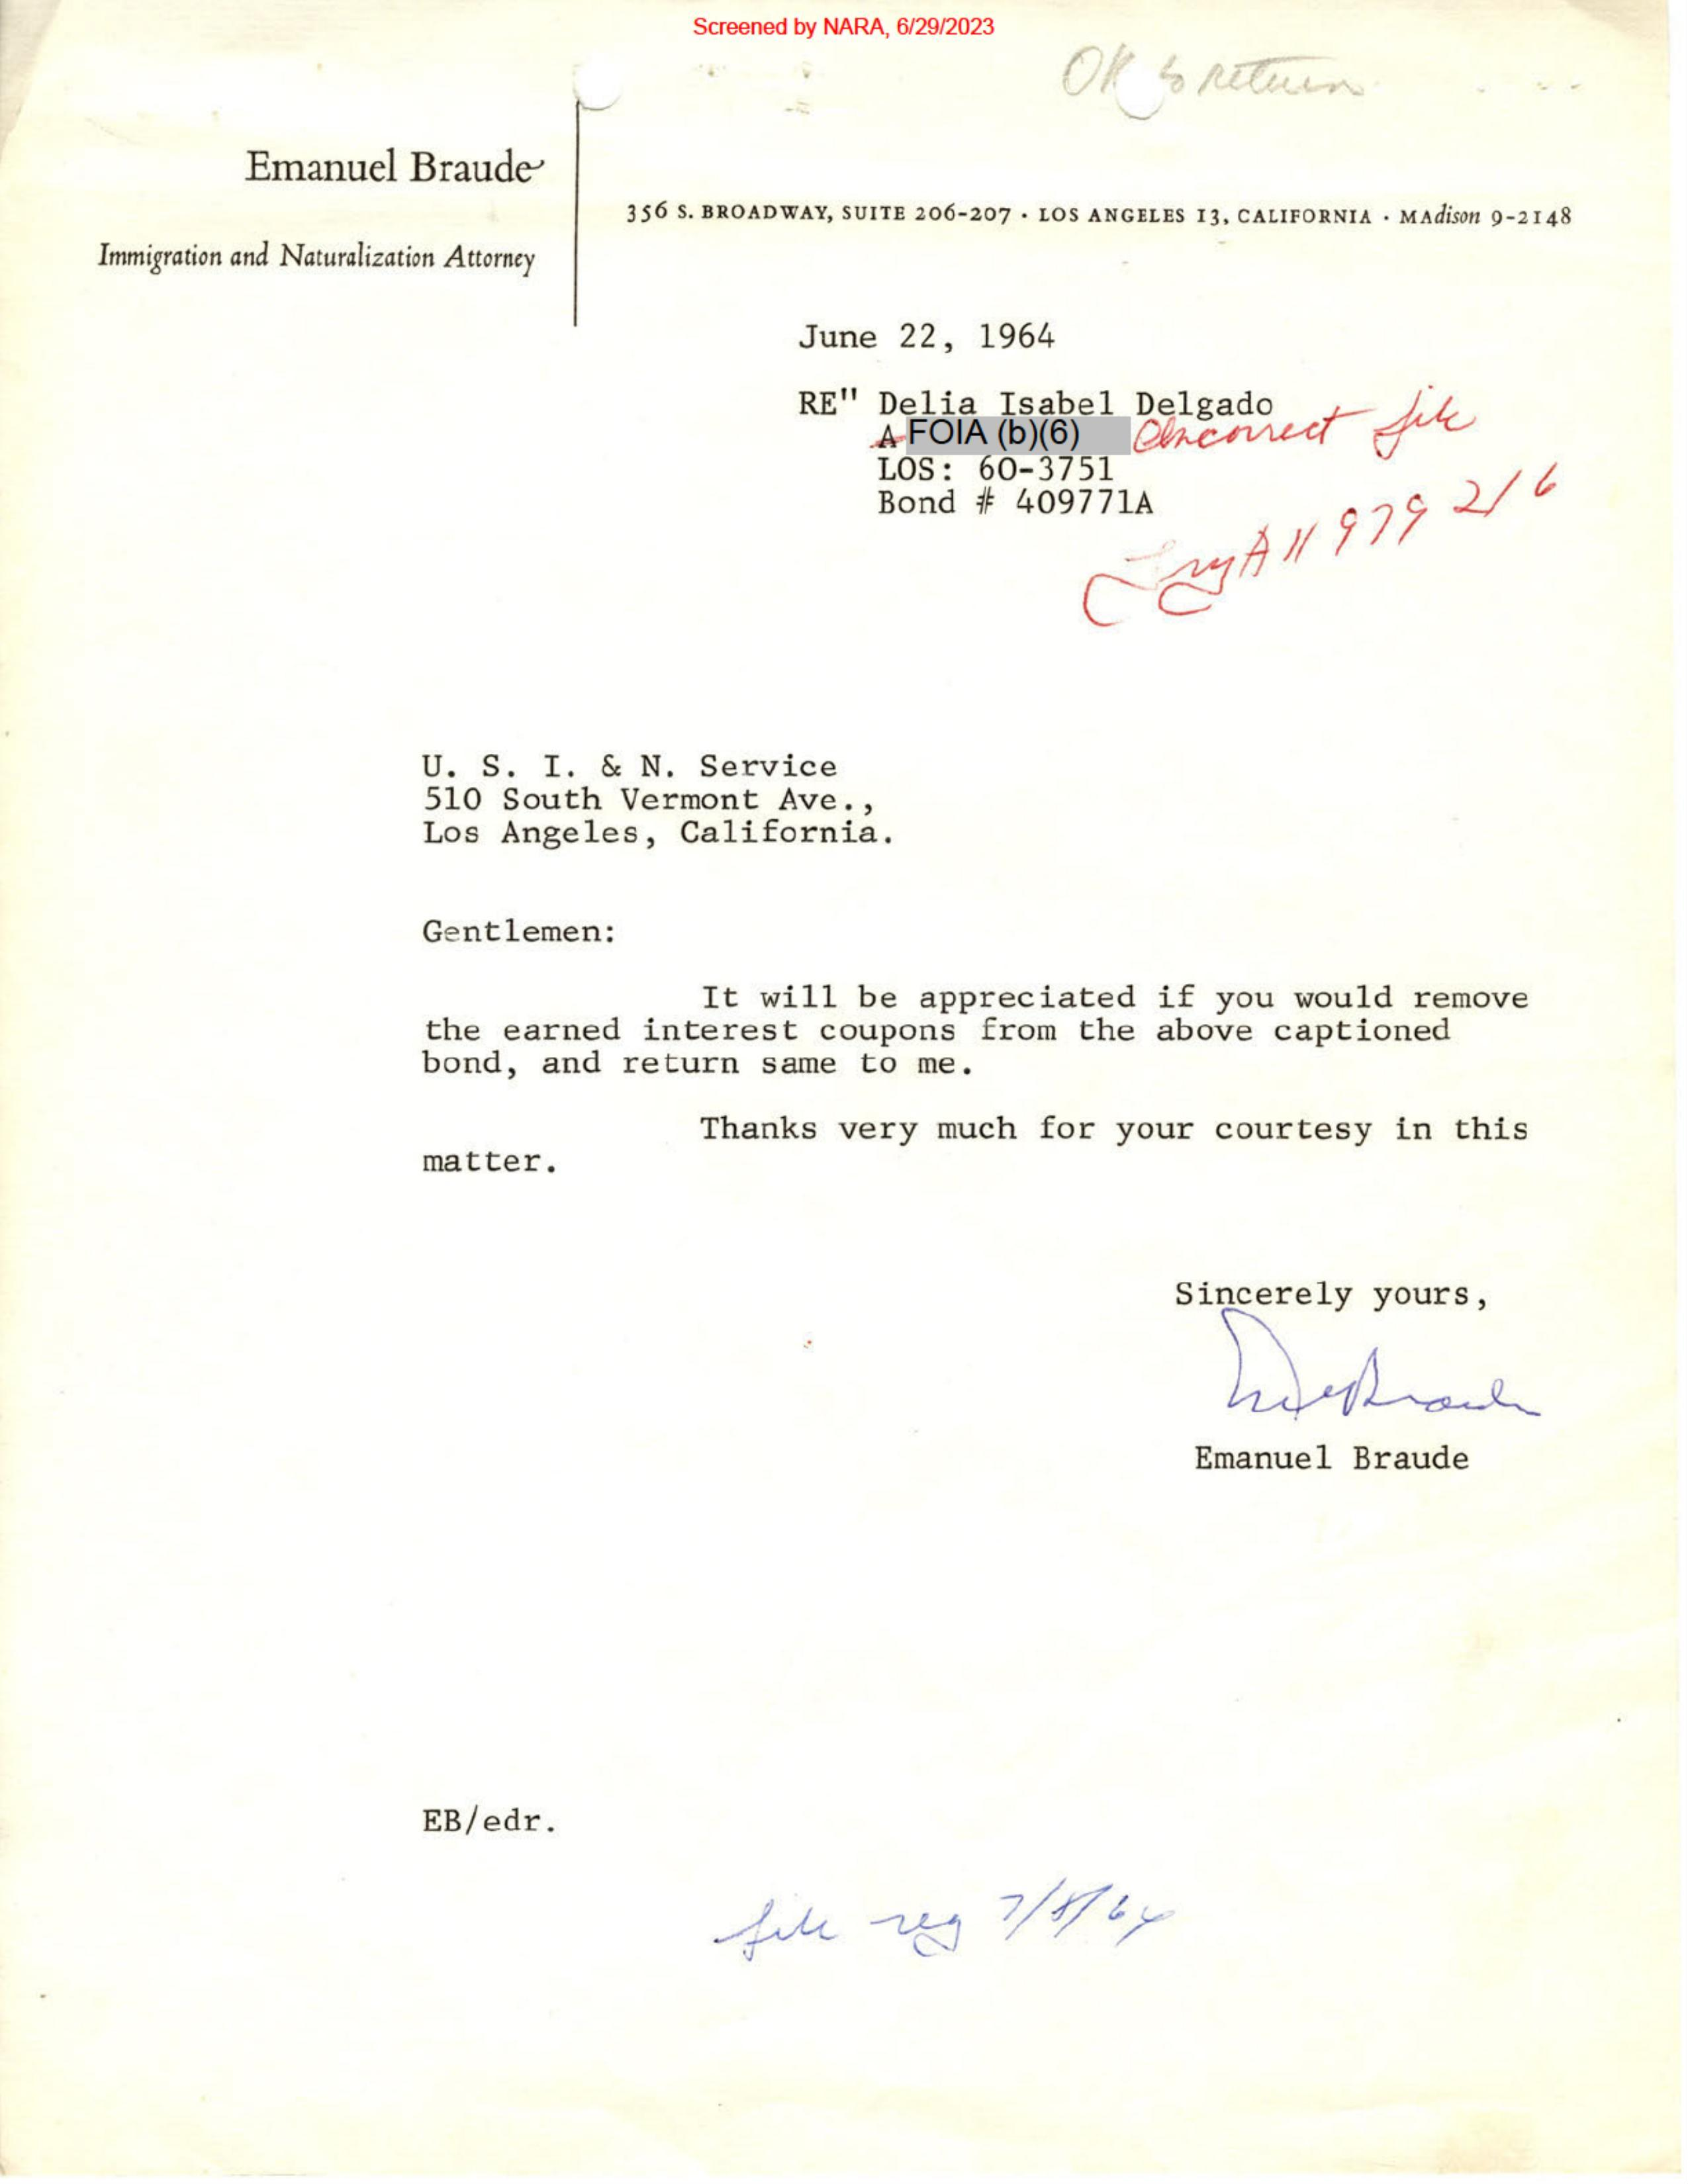 Screened by NARA, 6/29/2023
OK to return
Emanuel Braude
356 S. BROADWAY, SUITE 206-207 · LOS ANGELES 13, CALIFORNIA · MAdison 9-2148
Immigration and Naturalization Attorney
June 22, 1964
RE" Delia Isabel Delgado
A FOIA (b)(6) Incorrect file
LOS: 60-3751
Bond # 409771A
Try A11 979 216
U. S. I. & N. Service
510 South Vermont Ave.,
Los Angeles, California.
Gentlemen:
It will be appreciated if you would remove
the earned interest coupons from the above captioned
bond, and return same to me.
Thanks very much for your courtesy in this
matter.
Sincerely yours,
Emanuel Braude
EB/edr.
file req 7/8/64